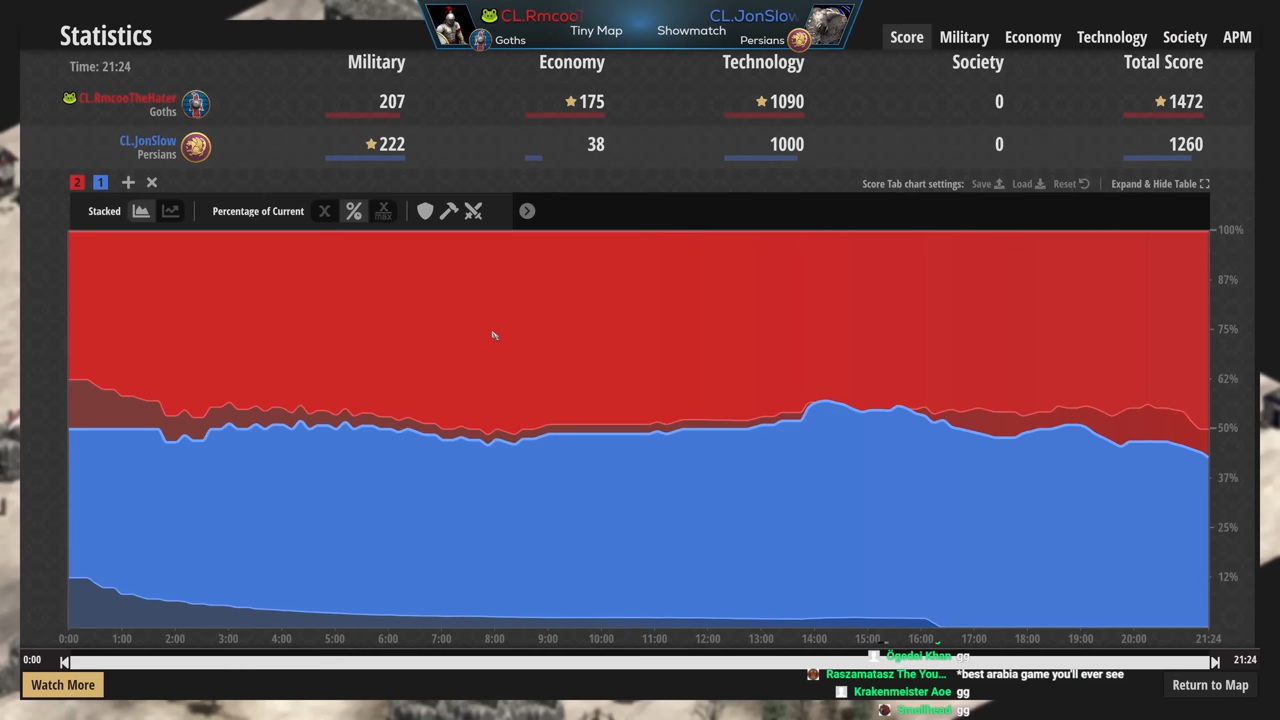 CL.Rmcoo
CL.JonSlow
Goths
Tiny Map
Showmatch
Persians
Statistics
Score
Military
Economy
Technology
Society
APM
Time: 21:24
Military
Economy
Technology
Society
Total Score
CL.RmcooTheHater
Goths
207
175
1090
0
1472
CL.JonSlow
Persians
222
38
1000
0
1260
2
1
Score Tab chart settings:
Save
Load
Reset
Expand & Hide Table
Stacked
Percentage of Current
X
%
X
max
100%
87%
75%
62%
50%
37%
25%
12%
0:00
1:00
2:00
3:00
4:00
5:00
6:00
7:00
8:00
9:00
10:00
11:00
12:00
13:00
14:00
15:00
16:00
17:00
18:00
19:00
20:00
21:24
0:00
21:24
Ögedei Khan gg
Raszamatasz The You... *best arabia game you'll ever see
Krakenmeister Aoe gg
Smollhead gg
Watch More
Return to Map